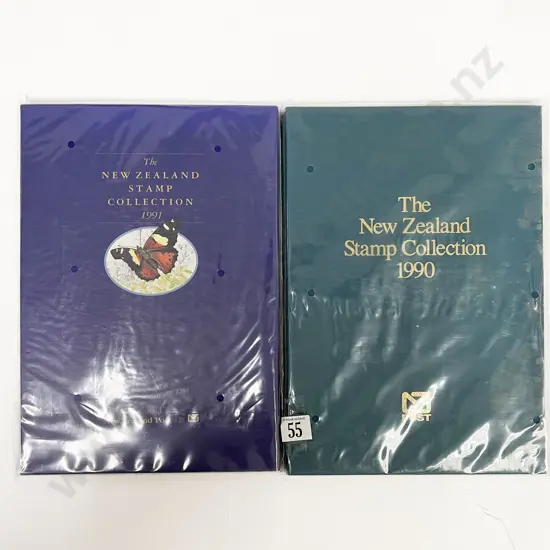 The
NEW ZEALAND
STAMP
COLLECTION
1991
The
New Zealand
Stamp Collection
1990
55